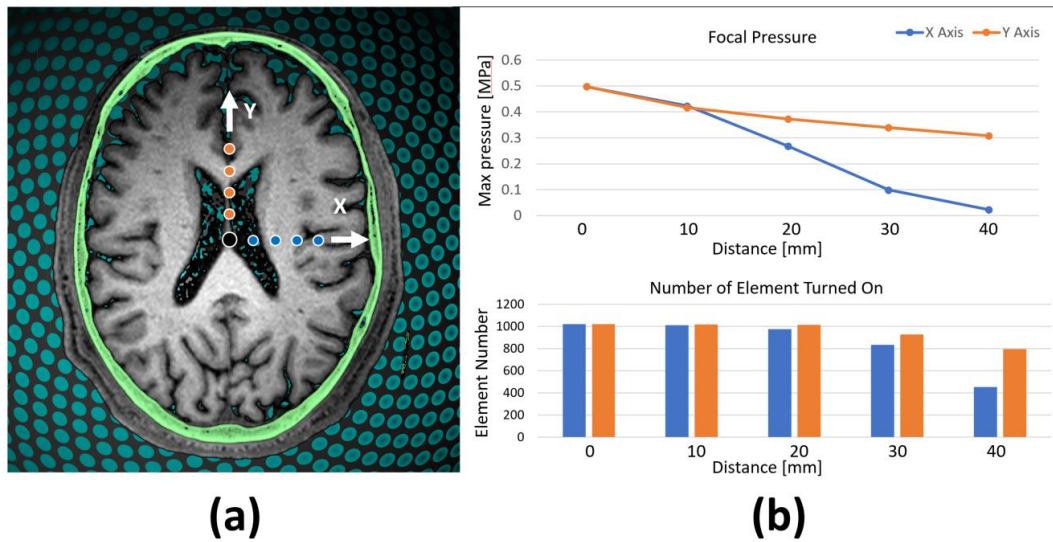 Y
X
(a)
Focal Pressure
X Axis
Y Axis
Max pressure [MPa]
0.6
0.5
0.4
0.3
0.2
0.1
0
0 10 20 30 40
Distance [mm]
Number of Element Turned On
Element Number
1200
1000
800
600
400
200
0
0 10 20 30 40
Distance [mm]
(b)